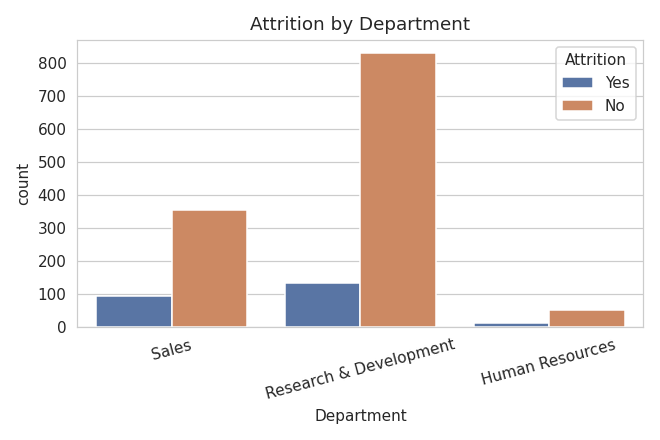 Attrition by Department
Attrition
Yes
No
count
800
700
600
500
400
300
200
100
0
Sales
Research & Development
Human Resources
Department